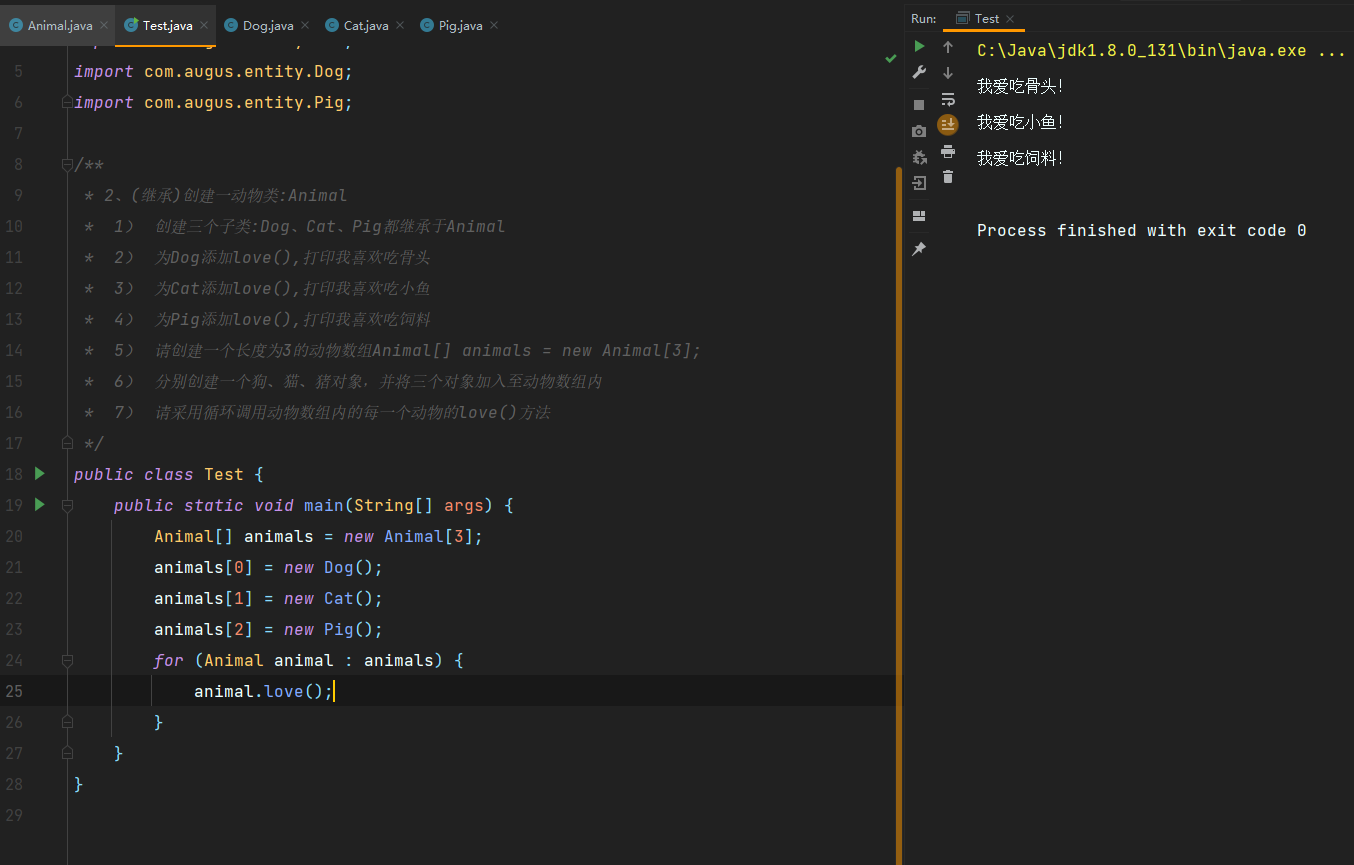 Animal.java
Test.java
Dog.java
Cat.java
Pig.java
5 import com.augus.entity.Dog;
6 import com.augus.entity.Pig;
7
8 /**
9 * 2、(继承)创建一动物类:Animal
10 * 1） 创建三个子类:Dog、Cat、Pig都继承于Animal
11 * 2） 为Dog添加love(),打印我喜欢吃骨头
12 * 3） 为Cat添加love(),打印我喜欢吃小鱼
13 * 4） 为Pig添加love(),打印我喜欢吃饲料
14 * 5） 请创建一个长度为3的动物数组Animal[] animals = new Animal[3];
15 * 6） 分别创建一个狗、猫、猪对象，并将三个对象加入至动物数组内
16 * 7） 请采用循环调用动物数组内的每一个动物的love()方法
17 */
18 public class Test {
19 public static void main(String[] args) {
20 Animal[] animals = new Animal[3];
21 animals[0] = new Dog();
22 animals[1] = new Cat();
23 animals[2] = new Pig();
24 for (Animal animal : animals) {
25 animal.love();
26 }
27 }
28 }
29
Run: Test
C:\Java\jdk1.8.0_131\bin\java.exe ...
我爱吃骨头!
我爱吃小鱼!
我爱吃饲料!
Process finished with exit code 0